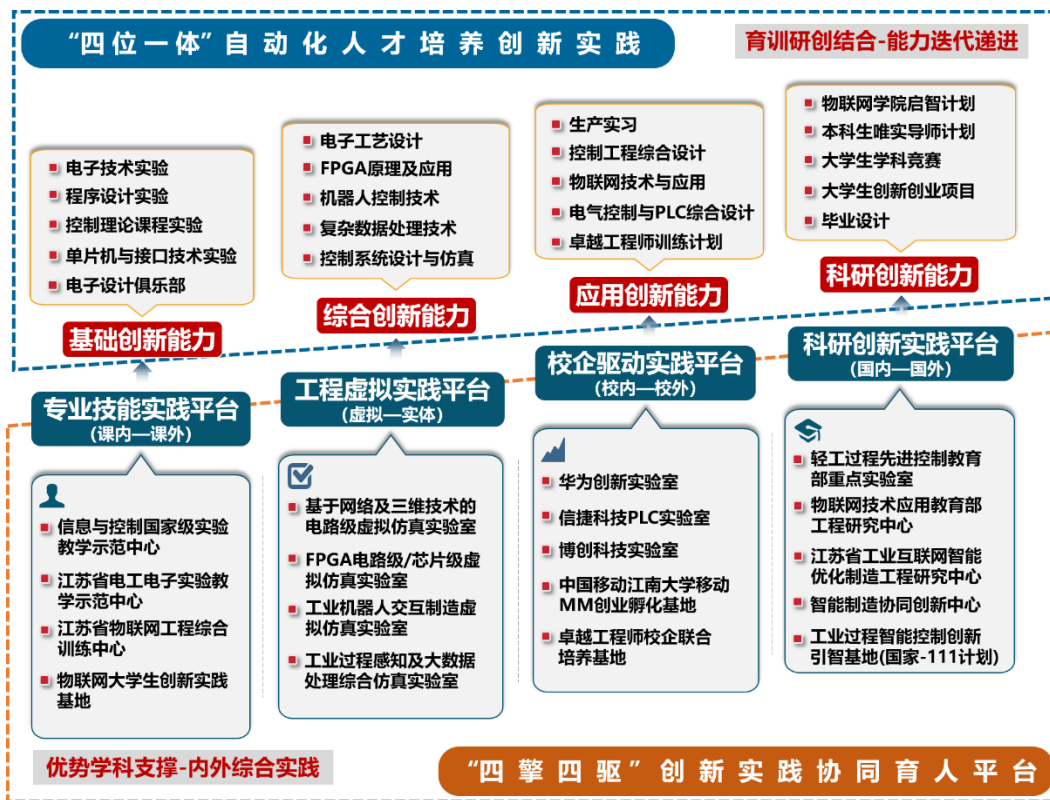 “四位一体”自动化人才培养创新实践
育训研创结合-能力迭代递进
电子技术实验
程序设计实验
控制理论课程实验
单片机与接口技术实验
电子设计俱乐部
基础创新能力
电子工艺设计
FPGA原理及应用
机器人控制技术
复杂数据处理技术
控制系统设计与仿真
综合创新能力
生产实习
控制工程综合设计
物联网技术与应用
电气控制与PLC综合设计
卓越工程师训练计划
应用创新能力
物联网学院启智计划
本科生唯实导师计划
大学生学科竞赛
大学生创新创业项目
毕业设计
科研创新能力
专业技能实践平台
(课内—课外)
信息与控制国家级实验
教学示范中心
江苏省电工电子实验教
学示范中心
江苏省物联网工程综合
训练中心
物联网大学生创新实践
基地
工程虚拟实践平台
(虚拟—实体)
基于网络及三维技术的
电路级虚拟仿真实验室
FPGA电路级/芯片级虚
拟仿真实验室
工业机器人交互制造虚
拟仿真实验室
工业过程感知及大数据
处理综合仿真实验室
校企驱动实践平台
(校内—校外)
华为创新实验室
信捷科技PLC实验室
博创科技实验室
中国移动江南大学移动
MM创业孵化基地
卓越工程师校企联合
培养基地
科研创新实践平台
(国内—国外)
轻工过程先进控制教育
部重点实验室
物联网技术应用教育部
工程研究中心
江苏省工业互联网智能
优化制造工程研究中心
智能制造协同创新中心
工业过程智能控制创新
引智基地(国家-111计划)
优势学科支撑-内外综合实践
“四擎四驱”创新实践协同育人平台